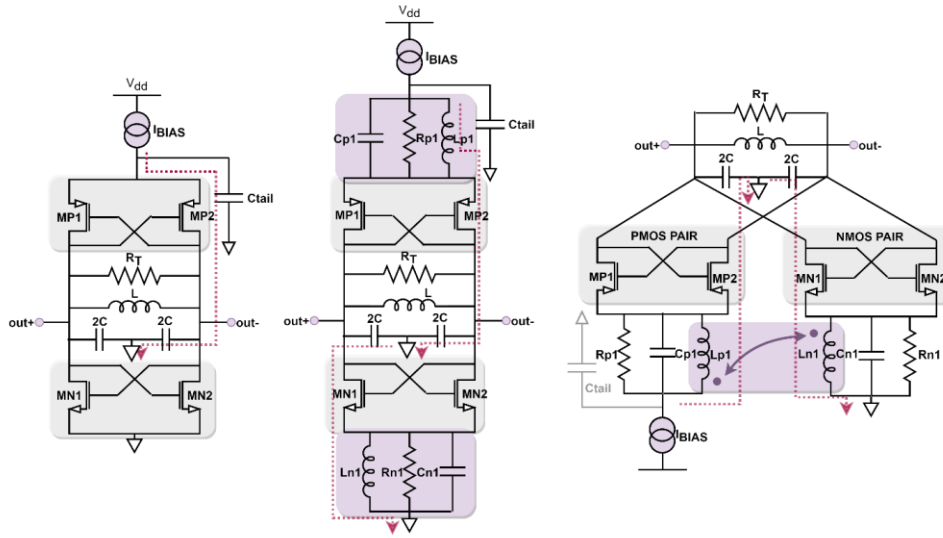 Vdd
IBIAS
Ctail
MP1
MP2
RT
L
out+
2C
2C
out-
MN1
MN2
Vdd
IBIAS
Cp1
Rp1
Lp1
Ctail
MP1
MP2
RT
L
out+
2C
2C
out-
MN1
MN2
Ln1
Rn1
Cn1
RT
L
out+
out-
2C
2C
PMOS PAIR
NMOS PAIR
MP1
MP2
MN1
MN2
Rp1
Cp1
Lp1
Ln1
Cn1
Rn1
Ctail
IBIAS